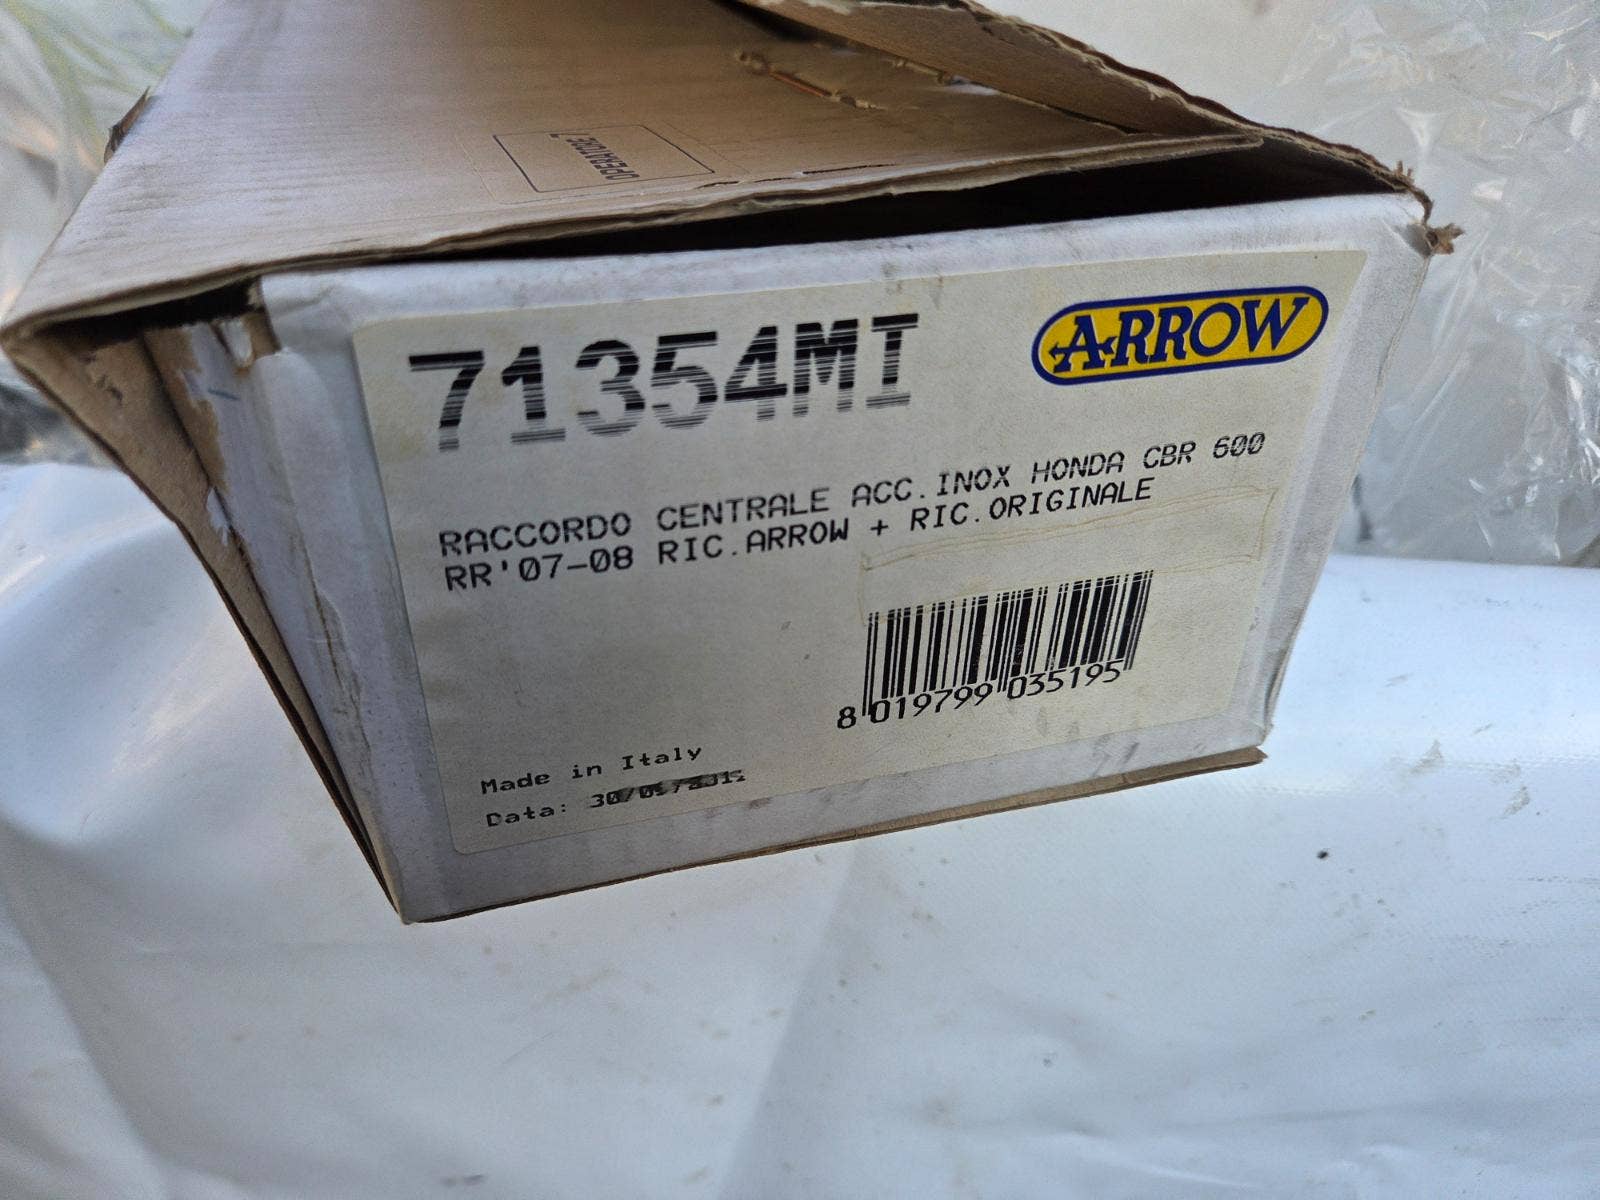 OPERATORE
71354MI
ARROW
RACCORDO CENTRALE ACC.INOX HONDA CBR 600
RR'07-08 RIC.ARROW + RIC.ORIGINALE
8 019799 035195
Made in Italy
Data: